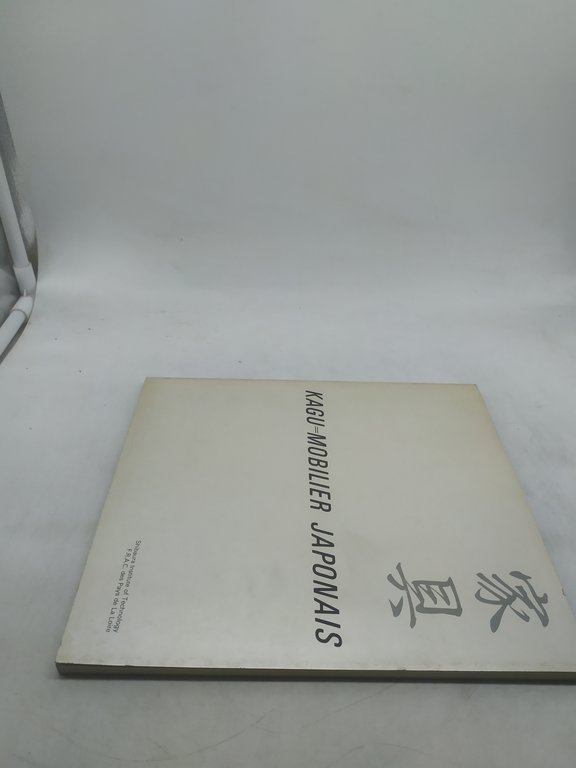 家具
KAGU=MOBILIER JAPONAIS
Shibaura Institute of Technology
F.R.A.C des Pays de La Loire